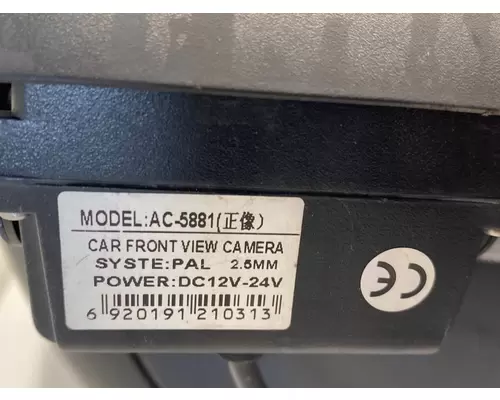 MODEL:AC-5881(正像)
CAR FRONT VIEW CAMERA
SYSTE:PAL 2.5MM
POWER:DC12V-24V
6 920191 210313
CE